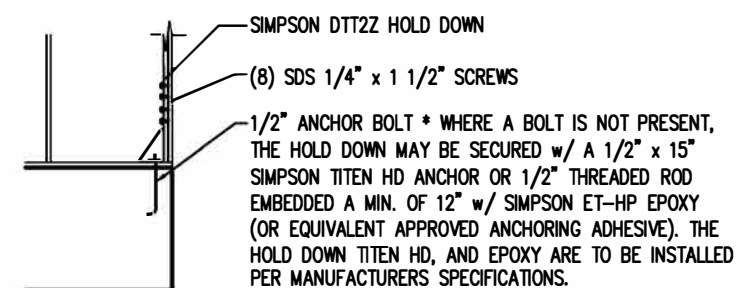 SIMPSON DTT2Z HOLD DOWN
(8) SDS 1/4" x 1 1/2" SCREWS
1/2" ANCHOR BOLT * WHERE A BOLT IS NOT PRESENT,
THE HOLD DOWN MAY BE SECURED w/ A 1/2" x 15"
SIMPSON TITEN HD ANCHOR OR 1/2" THREADED ROD
EMBEDDED A MIN. OF 12" w/ SIMPSON ET-HP EPOXY
(OR EQUIVALENT APPROVED ANCHORING ADHESIVE). THE
HOLD DOWN TITEN HD, AND EPOXY ARE TO BE INSTALLED
PER MANUFACTURERS SPECIFICATIONS.